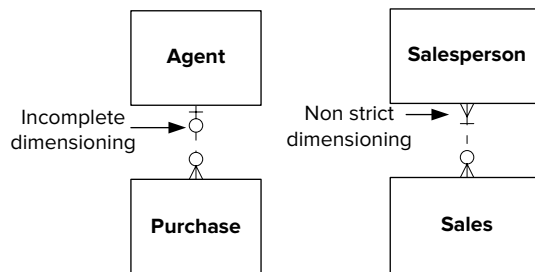 Agent
Salesperson
Incomplete
dimensioning
Non strict
dimensioning
Purchase
Sales